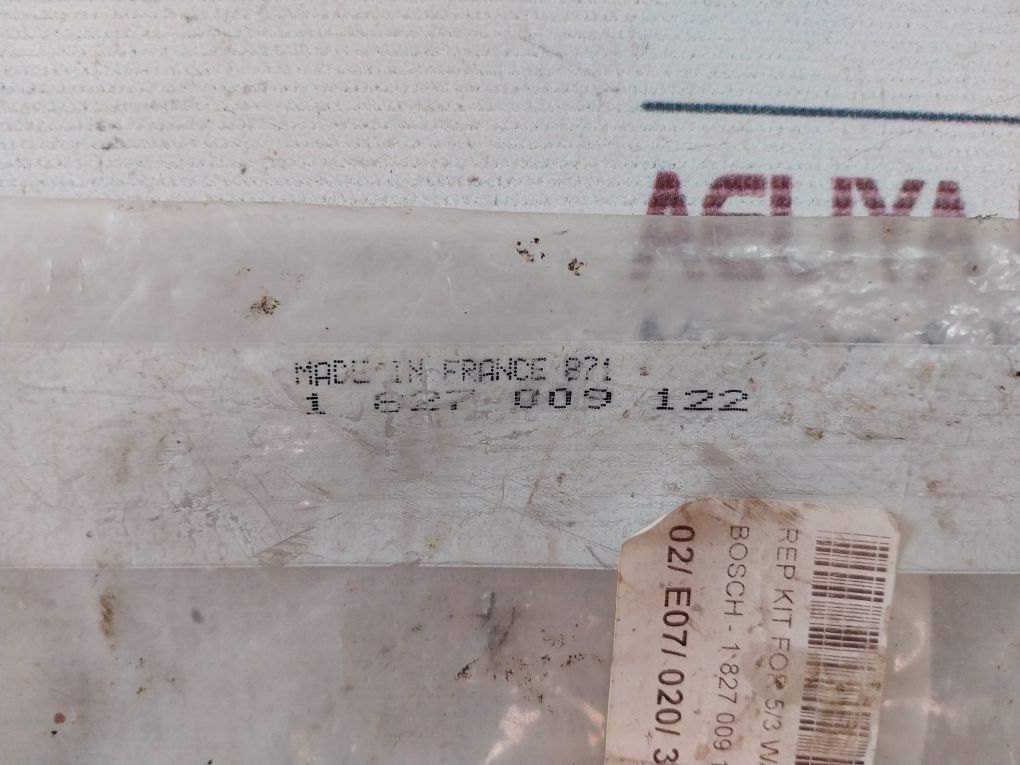 MADE IN FRANCE 871
1 827 009 122
REP KIT FOR 5/3
BOSCH - 1 827 009
02/ E07/ 020/ 3